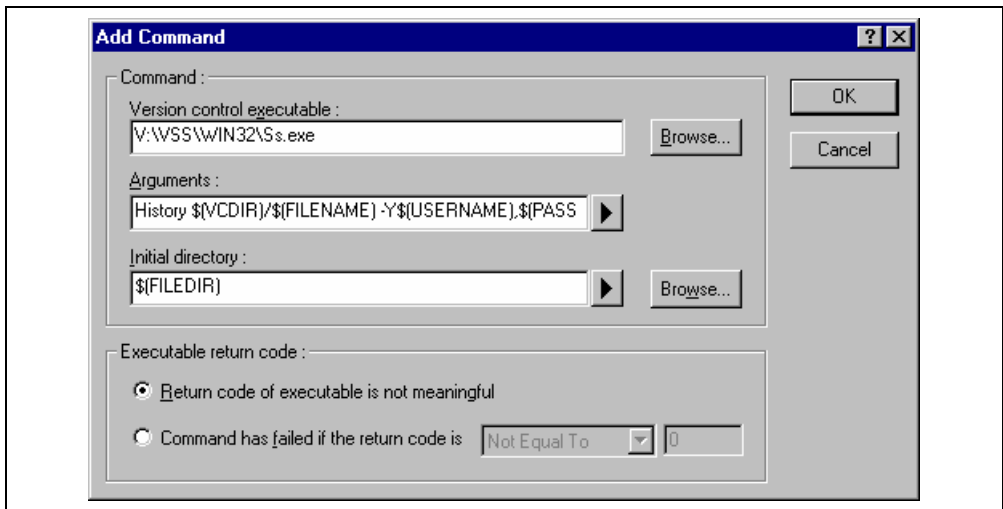 Add Command
Command :
Version control executable :
V:\VSS\WIN32\Ss.exe
Browse...
OK
Cancel
Arguments :
History $(VCDIR)/$(FILENAME) -Y$(USERNAME),$(PASS
Initial directory :
$(FILEDIR)
Browse...
Executable return code :
Return code of executable is not meaningful
Command has failed if the return code is Not Equal To 0